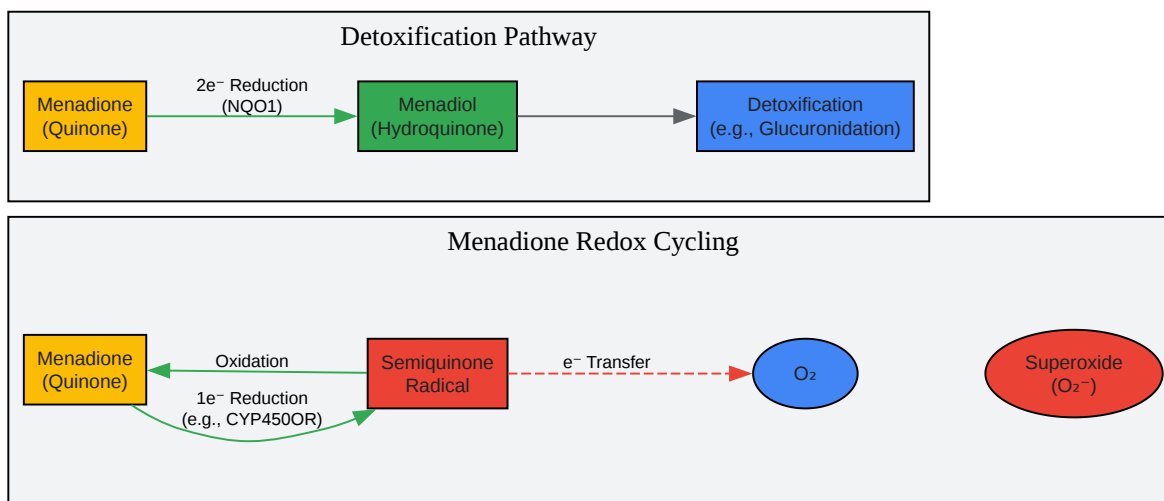 Detoxification Pathway
2e⁻ Reduction
(NQO1)
Menadione
(Quinone)
Menadiol
(Hydroquinone)
Detoxification
(e.g., Glucuronidation)
Menadione Redox Cycling
Menadione
(Quinone)
Oxidation
1e⁻ Reduction
(e.g., CYP450OR)
Semiquinone
Radical
e⁻ Transfer
O₂
Superoxide
(O₂⁻)